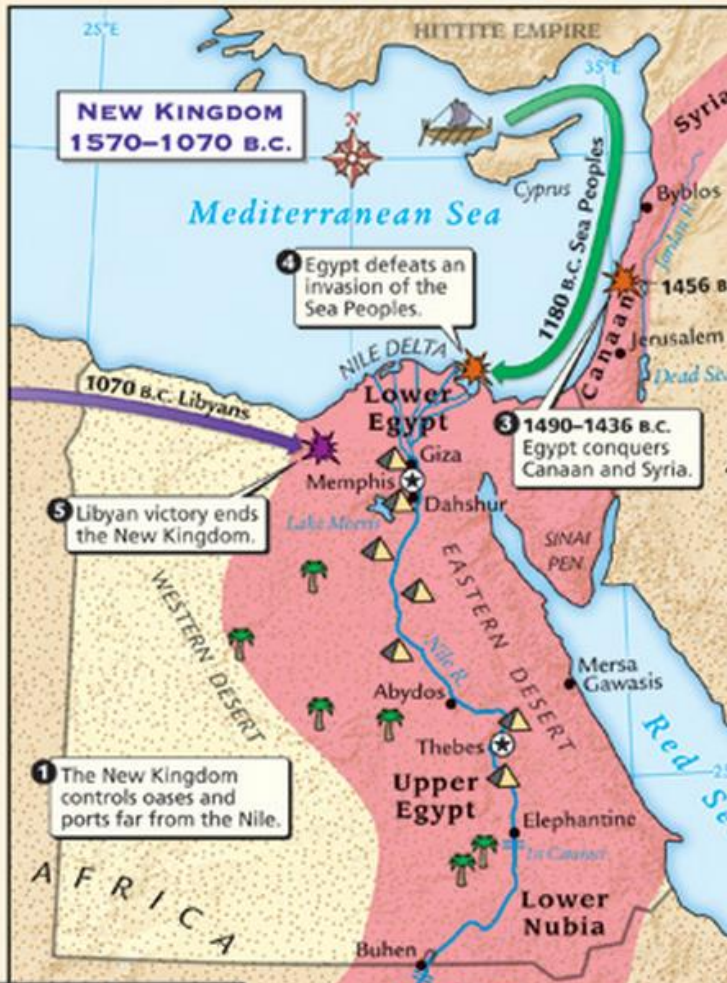 25°E
HITTITE EMPIRE
35°E
NEW KINGDOM
1570–1070 B.C.
N
Syria
Cyprus
Byblos
Mediterranean Sea
Jordan R.
1180 B.C. Sea Peoples
4 Egypt defeats an
invasion of the
Sea Peoples.
1456 B
Canaan
Jerusalem
Dead Sea
NILE DELTA
1070 B.C. Libyans
Lower
Egypt
3 1490–1436 B.C.
Egypt conquers
Canaan and Syria.
Giza
Memphis
Dahshur
5 Libyan victory ends
the New Kingdom.
Lake Moeris
SINAI
PEN.
WESTERN DESERT
EASTERN DESERT
Nile R.
Mersa
Gawasis
Abydos
Thebes
Red Se
1 The New Kingdom
controls oases and
ports far from the Nile.
Upper
Egypt
Elephantine
AFRICA
Lower
Nubia
Buhen